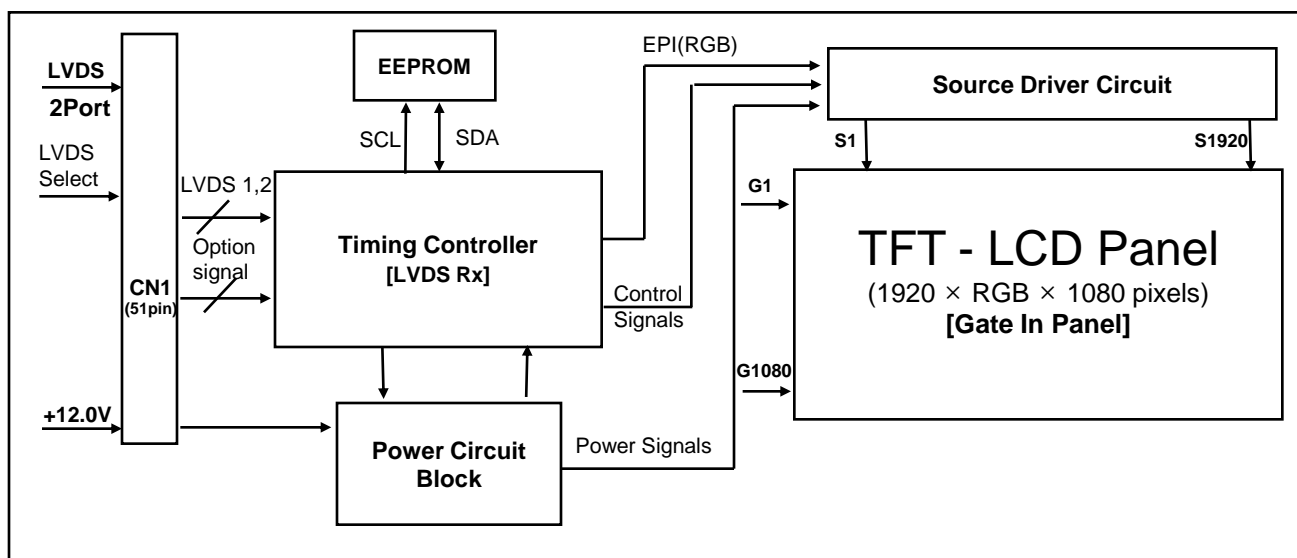 LVDS
2Port
LVDS
Select
CN1
(51pin)
+12.0V
LVDS 1,2
Option
signal
EEPROM
SCL
SDA
Timing Controller
[LVDS Rx]
Power Circuit
Block
EPI(RGB)
Control
Signals
Power Signals
Source Driver Circuit
S1
S1920
G1
G1080
TFT - LCD Panel
(1920 × RGB × 1080 pixels)
[Gate In Panel]